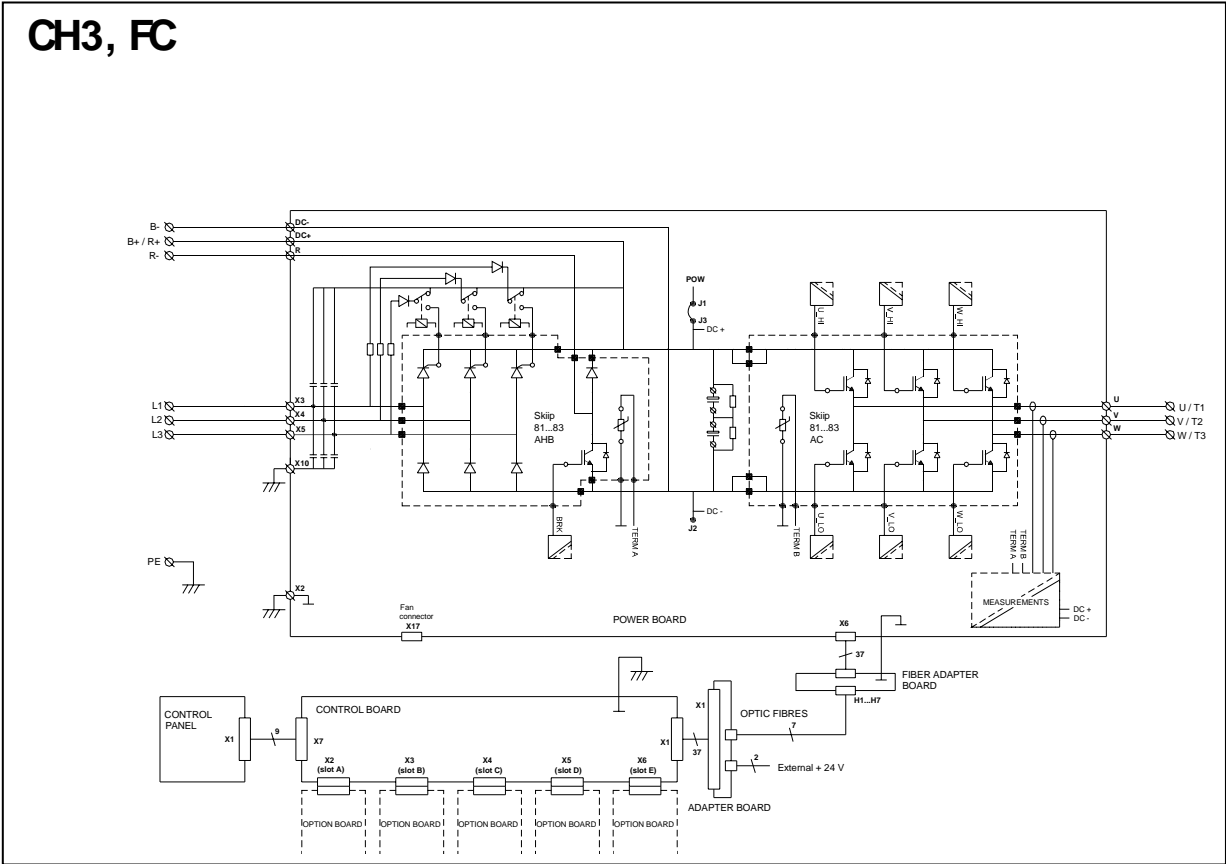 CH3, FC
B-
DC-
B+ / R+
DC+
R-
R
POW
J1
J3
DC +
U_HI
V_HI
W_HI
L1
X3
L2
X4
L3
X5
X10
Skiip
81...83
AHB
Skiip
81...83
AC
U
U / T1
V
V / T2
W
W / T3
BRK
TERM A
DC -
J2
TERM B
U_LO
V_LO
W_LO
TERM A
TERM B
PE
X2
MEASUREMENTS
DC +
DC -
Fan
connector
X17
POWER BOARD
X6
37
FIBER ADAPTER
BOARD
H1...H7
CONTROL
PANEL
X1
9
X7
CONTROL BOARD
X1
37
X1
OPTIC FIBRES
7
2
External + 24 V
ADAPTER BOARD
X2
(slot A)
X3
(slot B)
X4
(slot C)
X5
(slot D)
X6
(slot E)
OPTION BOARD
OPTION BOARD
OPTION BOARD
OPTION BOARD
OPTION BOARD